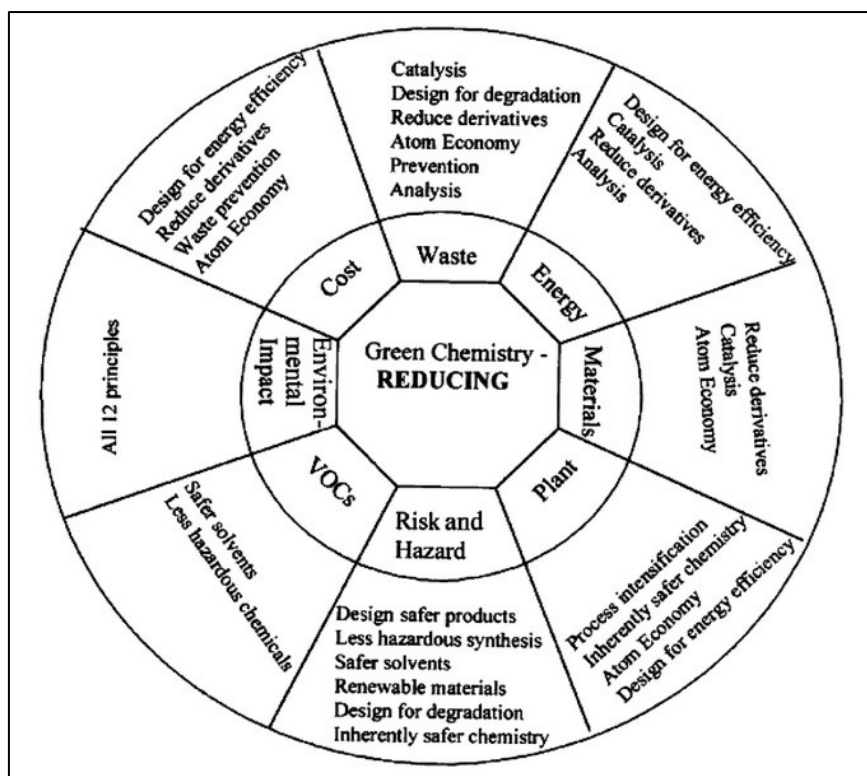 Green Chemistry -
REDUCING
Waste
Catalysis
Design for degradation
Reduce derivatives
Atom Economy
Prevention
Analysis
Energy
Design for energy efficiency
Catalysis
Reduce derivatives
Analysis
Materials
Reduce derivatives
Catalysis
Atom Economy
Plant
Process intensification
Inherently safer chemistry
Atom Economy
Design for energy efficiency
Risk and
Hazard
Design safer products
Less hazardous synthesis
Safer solvents
Renewable materials
Design for degradation
Inherently safer chemistry
VOCs
Safer solvents
Less hazardous chemicals
Environ-
mental
Impact
All 12 principles
Cost
Design for energy efficiency
Reduce derivatives
Waste prevention
Atom Economy